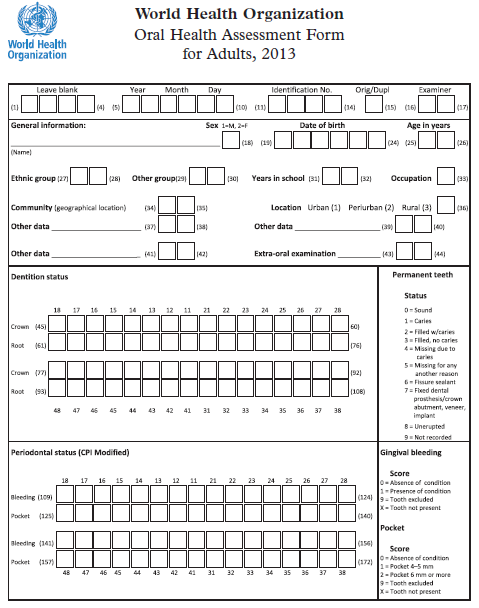 World Health Organization
Oral Health Assessment Form
for Adults, 2013
World Health
Organization
Leave blank Year Month Day Identification No. Orig/Dupl Examiner
(1) (4) (5) (10) (11) (14) (15) (16) (17)
General information: Sex 1=M, 2=F Date of birth Age in years
(18) (19) (24) (25) (26)
(Name)
Ethnic group (27) (28) Other group(29) (30) Years in school (31) (32) Occupation (33)
Community (geographical location) (34) (35) Location Urban (1) Periurban (2) Rural (3) (36)
Other data (37) (38) Other data (39) (40)
Other data (41) (42) Extra-oral examination (43) (44)
Dentition status
18 17 16 15 14 13 12 11 21 22 23 24 25 26 27 28
Crown (45) 60)
Root (61) (76)
Crown (77) (92)
Root (93) (108)
48 47 46 45 44 43 42 41 31 32 33 34 35 36 37 38
Permanent teeth
Status
0 = Sound
1 = Caries
2 = Filled w/caries
3 = Filled, no caries
4 = Missing due to
caries
5 = Missing for any
another reason
6 = Fissure sealant
7 = Fixed dental
prosthesis/crown
abutment, veneer,
implant
8 = Unerupted
9 = Not recorded
Periodontal status (CPI Modified)
18 17 16 15 14 13 12 11 21 22 23 24 25 26 27 28
Bleeding (109) (124)
Pocket (125) (140)
Bleeding (141) (156)
Pocket (157) (172)
48 47 46 45 44 43 42 41 31 32 33 34 35 36 37 38
Gingival bleeding
Score
0 = Absence of condition
1 = Presence of condition
9 = Tooth excluded
X = Tooth not present
Pocket
Score
0 = Absence of condition
1 = Pocket 4–5 mm
2 = Pocket 6 mm or more
9 = Tooth excluded
X = Tooth not present